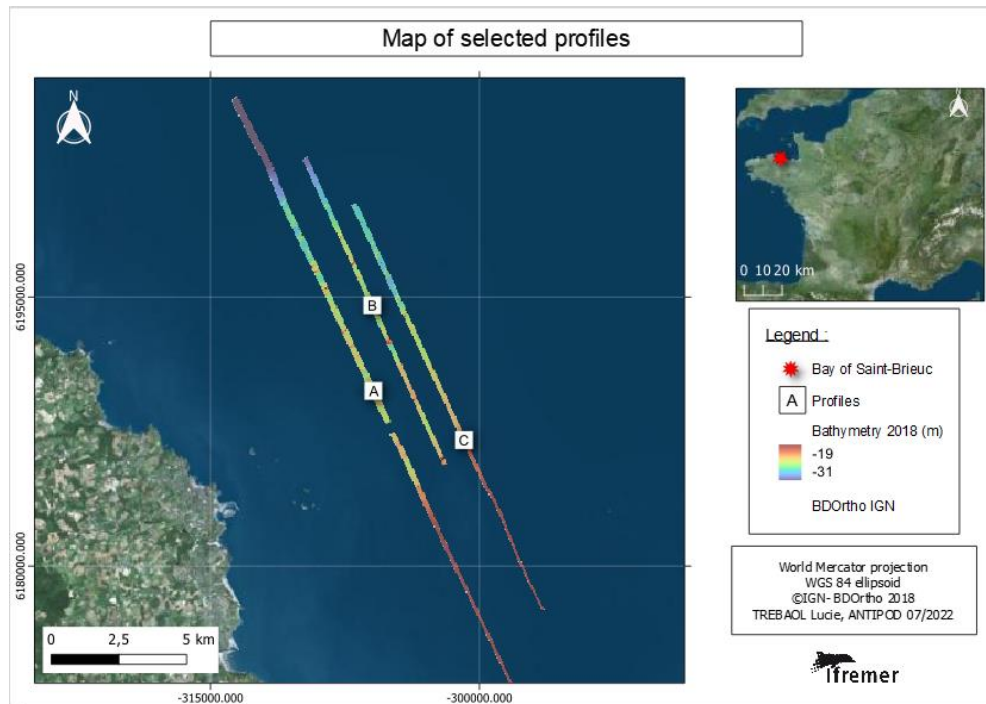 Map of selected profiles
N
B
A
C
6195000.000
6180000.000
0 2,5 5 km
-315000.000 -300000.000
N
0 10 20 km
Legend :
Bay of Saint-Brieuc
A Profiles
Bathymetry 2018 (m)
-19
-31
BDOrtho IGN
World Mercator projection
WGS 84 ellipsoid
©IGN- BDOrtho 2018
TREBAOL Lucie, ANTIPOD 07/2022
Ifremer